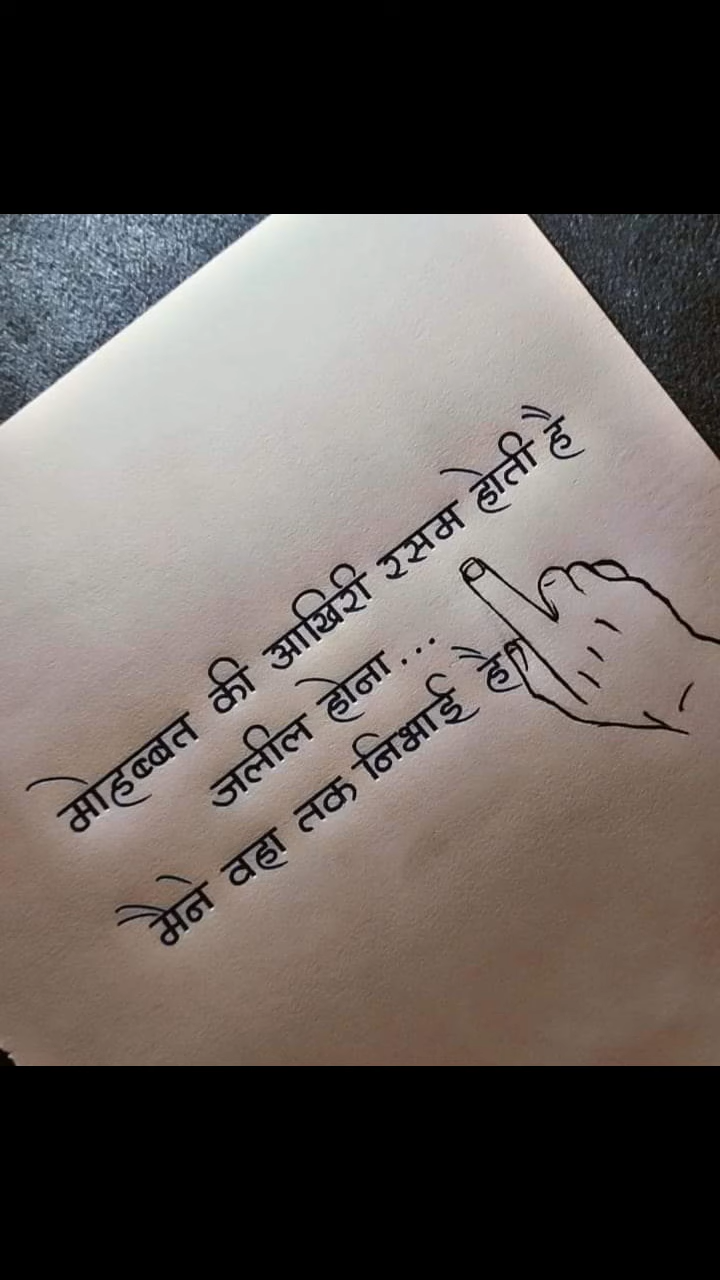 मोहब्बत की आखिरी रसम होती है
जलील होना...
मैने वहा तक निभाई है